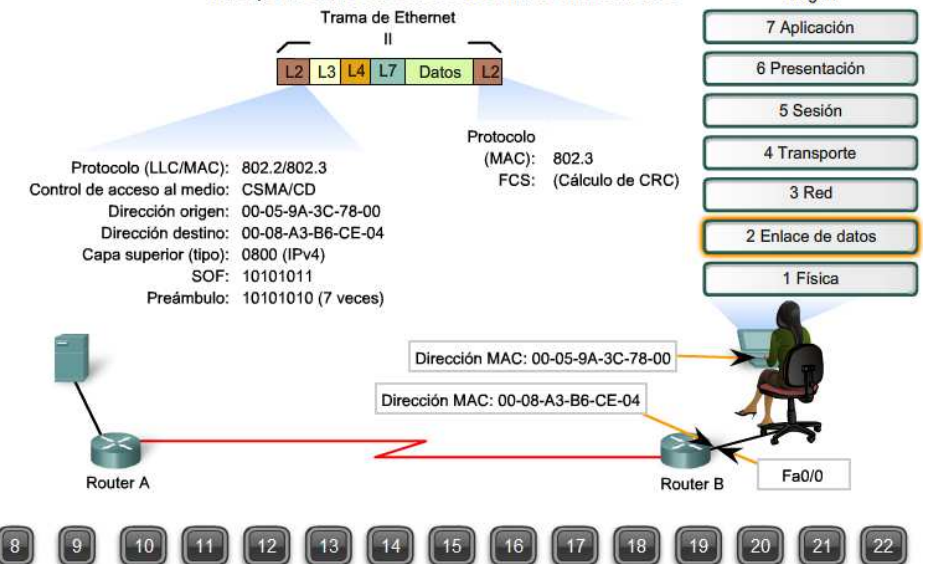 Trama de Ethernet
II
L2 L3 L4 L7 Datos L2
Protocolo (LLC/MAC): 802.2/802.3
Control de acceso al medio: CSMA/CD
Dirección origen: 00-05-9A-3C-78-00
Dirección destino: 00-08-A3-B6-CE-04
Capa superior (tipo): 0800 (IPv4)
SOF: 10101011
Preámbulo: 10101010 (7 veces)
Protocolo
(MAC): 802.3
FCS: (Cálculo de CRC)
7 Aplicación
6 Presentación
5 Sesión
4 Transporte
3 Red
2 Enlace de datos
1 Física
Dirección MAC: 00-05-9A-3C-78-00
Dirección MAC: 00-08-A3-B6-CE-04
Router A
Router B
Fa0/0
8 9 10 11 12 13 14 15 16 17 18 19 20 21 22